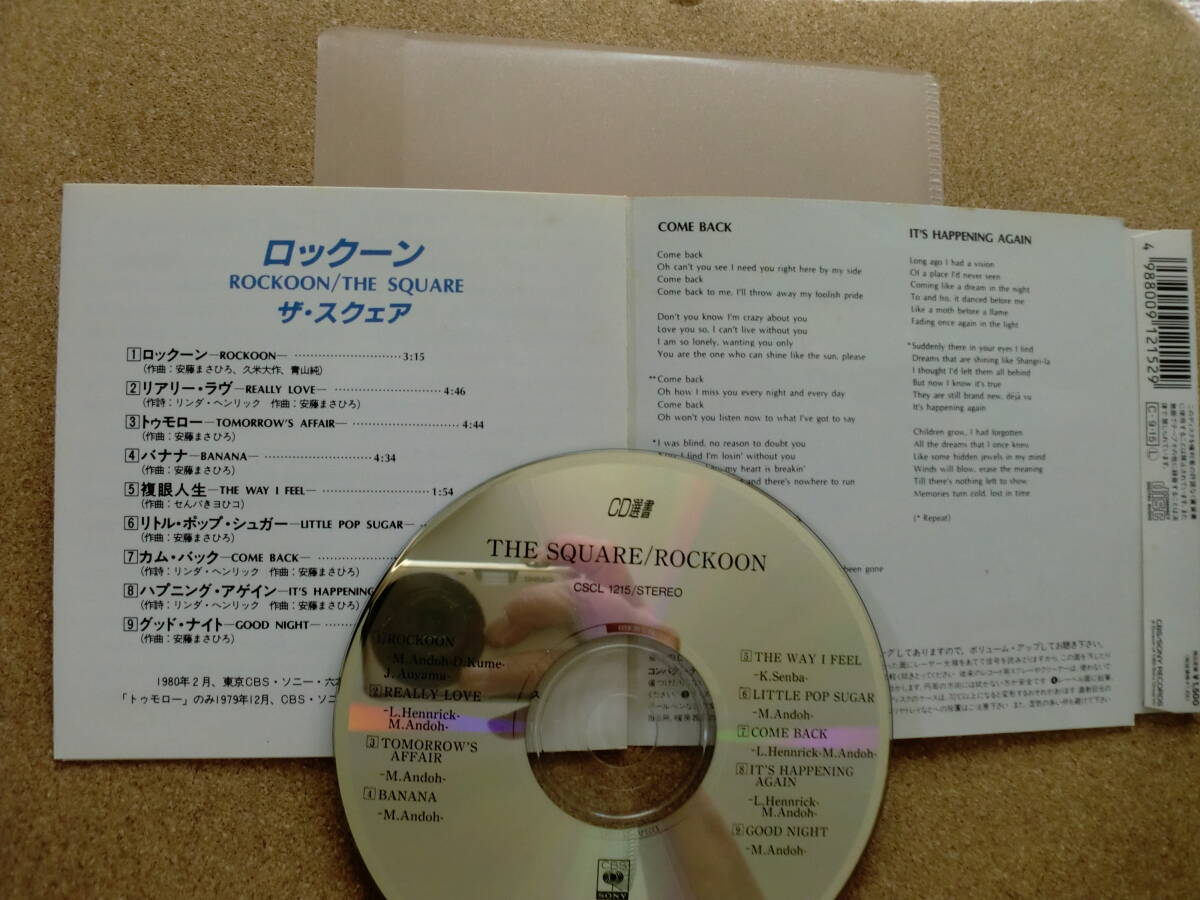 ロックーン
ROCKOON/THE SQUARE
ザ・スクェア
1 ロックーン—ROCKOON— …………………………3:15
(作曲：安藤まさひろ、久米大作、青山純)
2 リアリー・ラヴ—REALLY LOVE— …………………………4:46
(作詩：リンダ・ヘンリック 作曲：安藤まさひろ)
3 トゥモロー—TOMORROW'S AFFAIR— …………………………4:44
(作曲：安藤まさひろ)
4 バナナ—BANANA— …………………………4:34
(作曲：安藤まさひろ)
5 複眼人生—THE WAY I FEEL— …………………………1:54
(作曲：せんばきヨひコ)
6 リトル・ポップ・シュガー—LITTLE POP SUGAR—
(作曲：安藤まさひろ)
7 カム・バック—COME BACK— …………
(作詩：リンダ・ヘンリック 作曲：安藤まさひろ)
8 ハプニング・アゲイン—IT'S HAPPENING
(作詩：リンダ・ヘンリック 作曲：安藤まさひろ)
9 グッド・ナイト—GOOD NIGHT— ………
(作曲：安藤まさひろ)
1980年2月、東京CBS・ソニー・六本
「トゥモロー」のみ1979年12月、CBS・ソニ
COME BACK
Come back
Oh can't you see I need you right here by my side
Come back
Come back to me, I'll throw away my foolish pride
Don't you know I'm crazy about you
Love you so, I can't live without you
I am so lonely, wanting you only
You are the one who can shine like the sun, please
**Come back
Oh how I miss you every night and every day
Come back
Oh won't you listen now to what I've got to say
*I was blind, no reason to doubt you
I find I'm losin' without you
my heart is breakin'
and there's nowhere to run
been gone
IT'S HAPPENING AGAIN
Long ago I had a vision
Of a place I'd never seen
Coming like a dream in the night
To and fro, it danced before me
Like a moth before a flame
Fading once again in the light
*Suddenly there in your eyes I find
Dreams that are shining like Shangri-la
I thought I'd left them all behind
But now I know it's true
They are still brand new, déjà vu
It's happening again
Children grow, I had forgotten
All the dreams that I once knew
Like some hidden jewels in my mind
Winds will blow, erase the meaning
Till there's nothing left to show
Memories turn cold, lost in time
(* Repeat)
4 988009 121529
C-9・15 L
CBS/SONY RECORDS
CD選書
THE SQUARE/ROCKOON
CSCL 1215/STEREO
1 ROCKOON
-M.Andoh・D.Kume・
J.Aoyama-
2 REALLY LOVE
-L.Hennrick・
M.Andoh-
3 TOMORROW'S
AFFAIR
-M.Andoh-
4 BANANA
-M.Andoh-
5 THE WAY I FEEL
-K.Senba-
6 LITTLE POP SUGAR
-M.Andoh-
7 COME BACK
-L.Hennrick・M.Andoh-
8 IT'S HAPPENING
AGAIN
-L.Hennrick・
M.Andoh-
9 GOOD NIGHT
-M.Andoh-
CBS
SONY